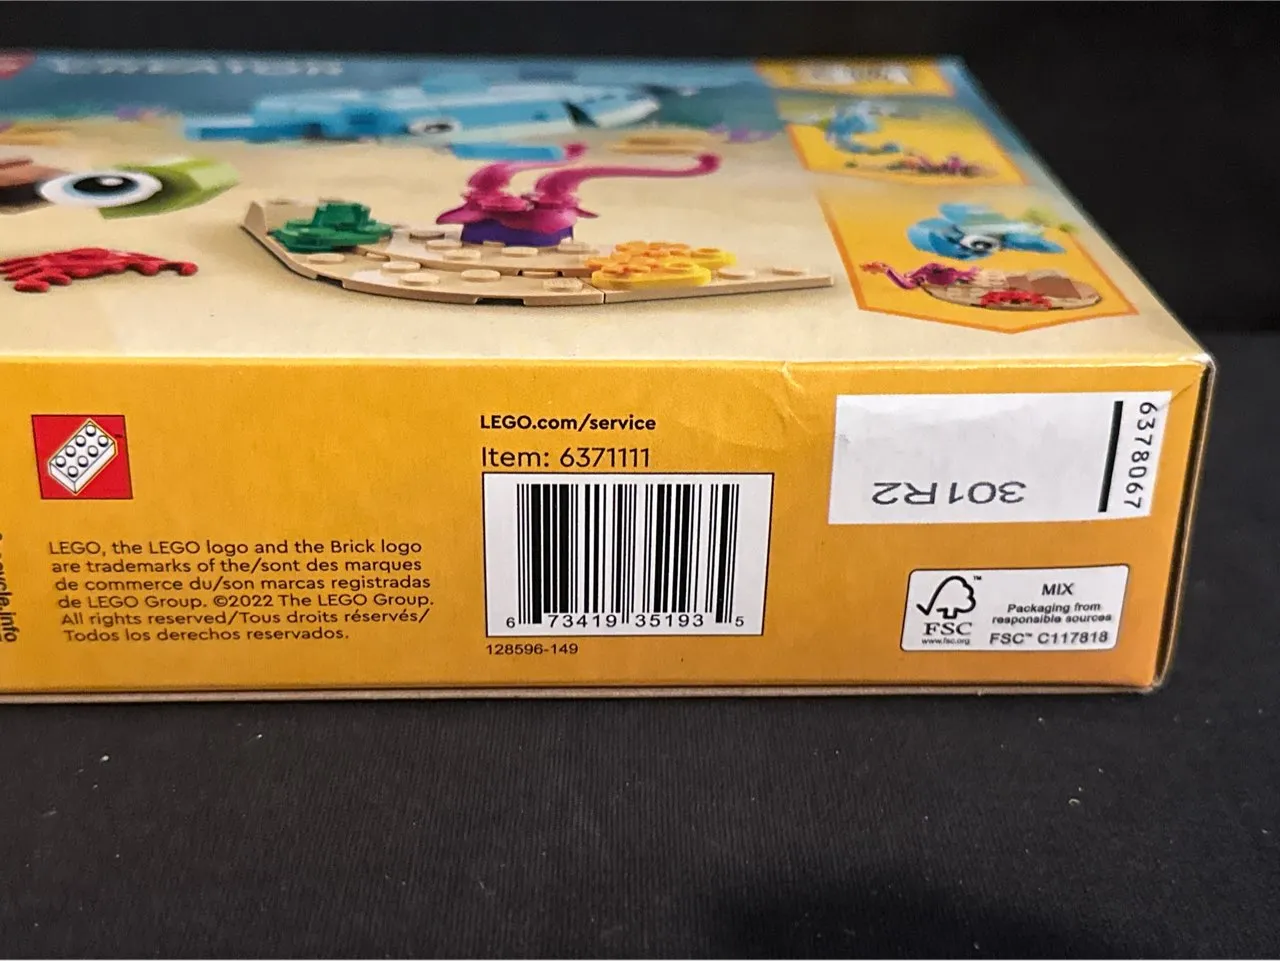 CREATOR
LEGO.com/service
Item: 6371111
6 73419 35193 5
128596-149
LEGO, the LEGO logo and the Brick logo
are trademarks of the/sont des marques
de commerce du/son marcas registradas
de LEGO Group. ©2022 The LEGO Group.
All rights reserved/Tous droits réservés/
Todos los derechos reservados.
301R2
6378067
FSC™
www.fsc.org
MIX
Packaging from
responsible sources
FSC™ C117818